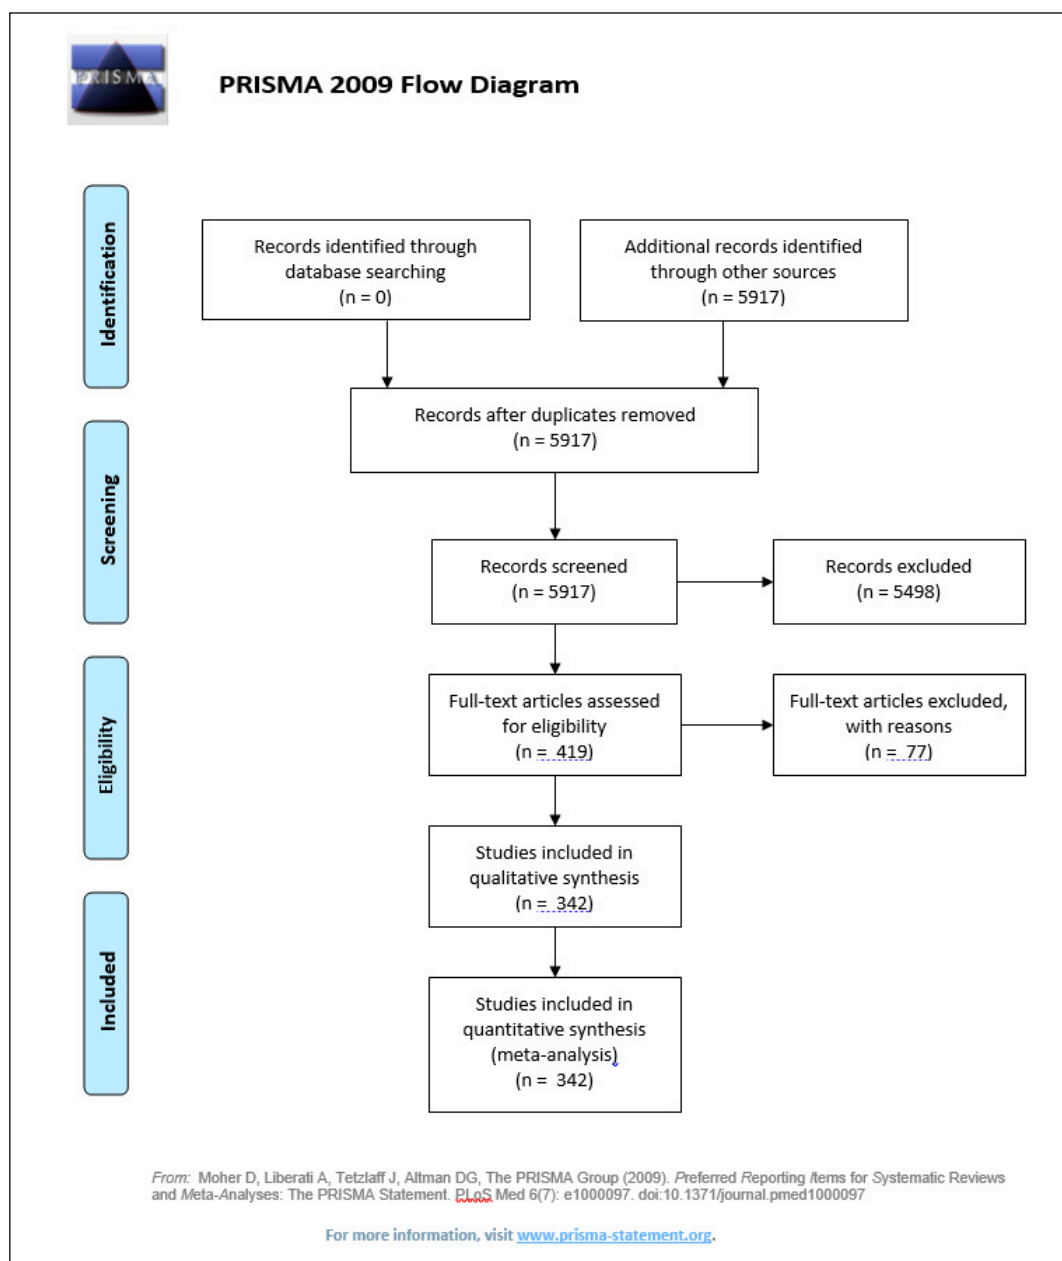 PRISMA
PRISMA 2009 Flow Diagram
Identification
Records identified through
database searching
(n = 0)
Additional records identified
through other sources
(n = 5917)
Records after duplicates removed
(n = 5917)
Screening
Records screened
(n = 5917)
Records excluded
(n = 5498)
Eligibility
Full-text articles assessed
for eligibility
(n = 419)
Full-text articles excluded,
with reasons
(n = 77)
Studies included in
qualitative synthesis
(n = 342)
Included
Studies included in
quantitative synthesis
(meta-analysis)
(n = 342)
From: Moher D, Liberati A, Tetzlaff J, Altman DG, The PRISMA Group (2009). Preferred Reporting Items for Systematic Reviews
and Meta-Analyses: The PRISMA Statement. PLoS Med 6(7): e1000097. doi:10.1371/journal.pmed1000097
For more information, visit www.prisma-statement.org.